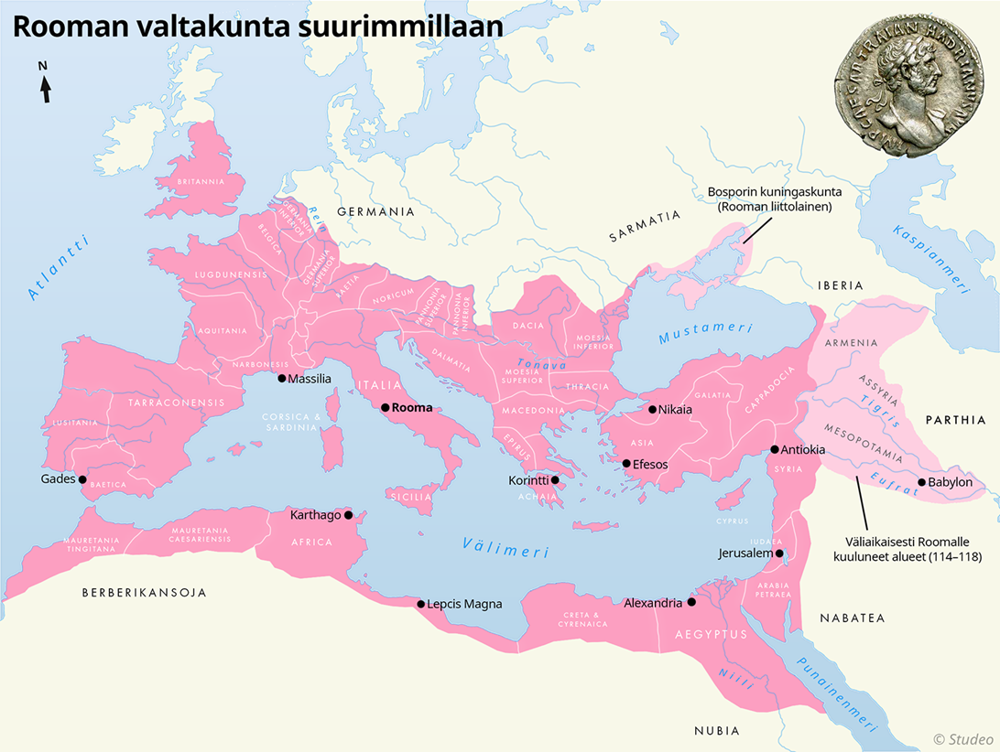 Rooman valtakunta suurimmillaan
N
IMP CAESAR TRAIAN HADRIANVS AVG
Bosporin kuningaskunta
(Rooman liittolainen)
BRITANNIA
GERMANIA
SARMATIA
Kaspianmeri
Atlantti
GERMANIA
INFERIOR
Rein
BELGICA
GERMANIA
SUPERIOR
LUGDUNENSIS
RAETIA
NORICUM
PANNONIA
SUPERIOR
PANNONIA
INFERIOR
IBERIA
DACIA
Mustameri
AQUITANIA
MOESIA
INFERIOR
ARMENIA
NARBONESIS
DALMATIA
Tonava
MOESIA
SUPERIOR
Massilia
ITALIA
THRACIA
GALATIA
CAPPADOCIA
ASSYRIA
Tigris
TARRACONENSIS
Rooma
MACEDONIA
Nikaia
PARTHIA
CORSICA &
SARDINIA
LUSITANIA
EPIRUS
ASIA
MESOPOTAMIA
Antiokia
Efesos
SYRIA
Gades
BAETICA
Korintti
ACHAIA
Eufrat
Babylon
SICILIA
Karthago
CYPRUS
MAURETANIA
TINGITANA
MAURETANIA
CAESARIENSIS
AFRICA
Välimeri
IUDAEA
Jerusalem
Väliaikaisesti Roomalle
kuuluneet alueet (114–118)
BERBERIKANSOJA
ARABIA
PETRAEA
Lepcis Magna
Alexandria
CRETA &
CYRENAICA
NABATEA
AEGYPTUS
Niili
Punainenmeri
NUBIA
© Studeo